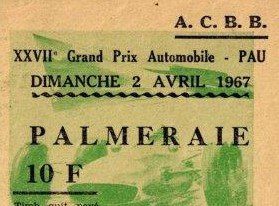 A. C. B. B.
XXVIIe Grand Prix Automobile - PAU
DIMANCHE 2 AVRIL 1967
PALMERAIE
10 F